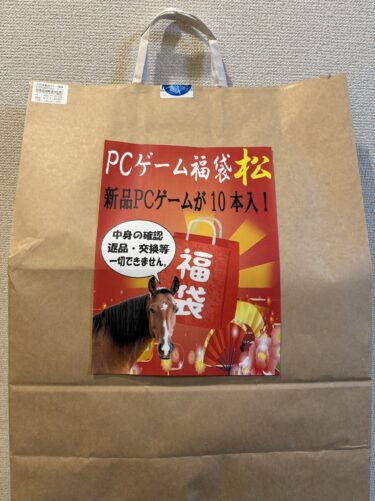 PCゲーム福袋松
新品PCゲームが10本入！
中身の確認
返品・交換等
一切できません。
福袋